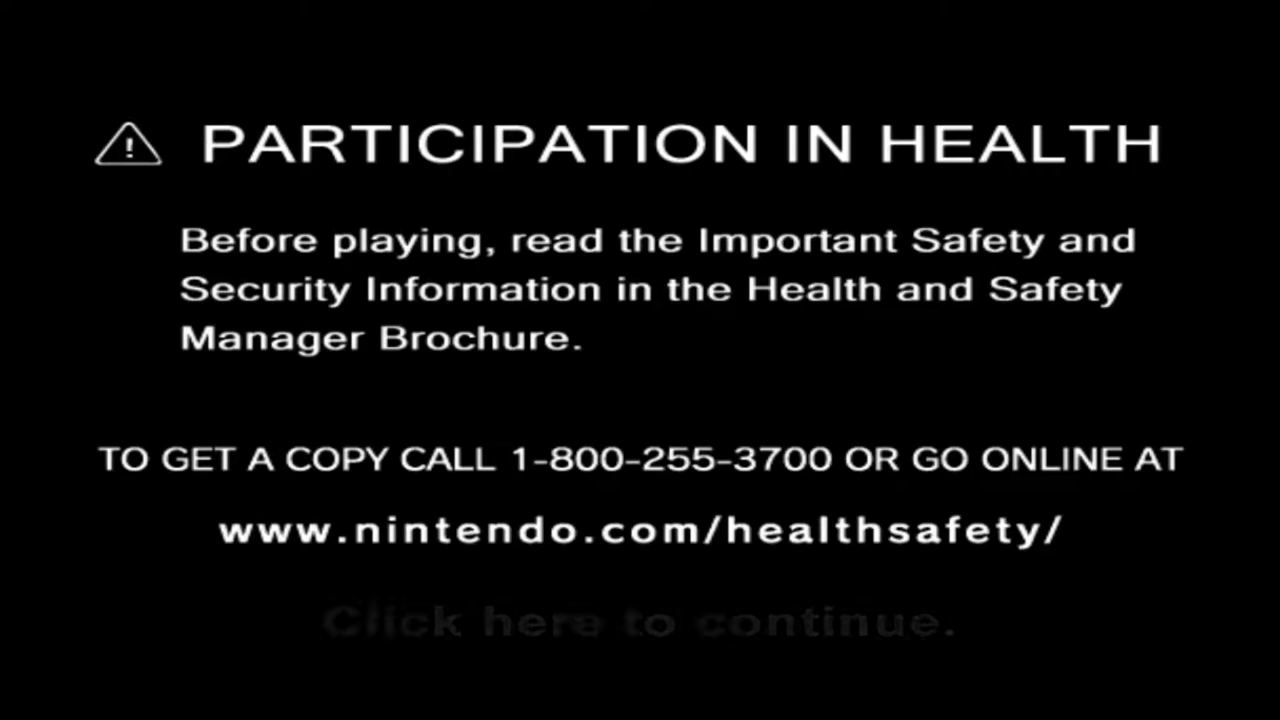 PARTICIPATION IN HEALTH
Before playing, read the Important Safety and
Security Information in the Health and Safety
Manager Brochure.
TO GET A COPY CALL 1-800-255-3700 OR GO ONLINE AT
www.nintendo.com/healthsafety/
Click here to continue.